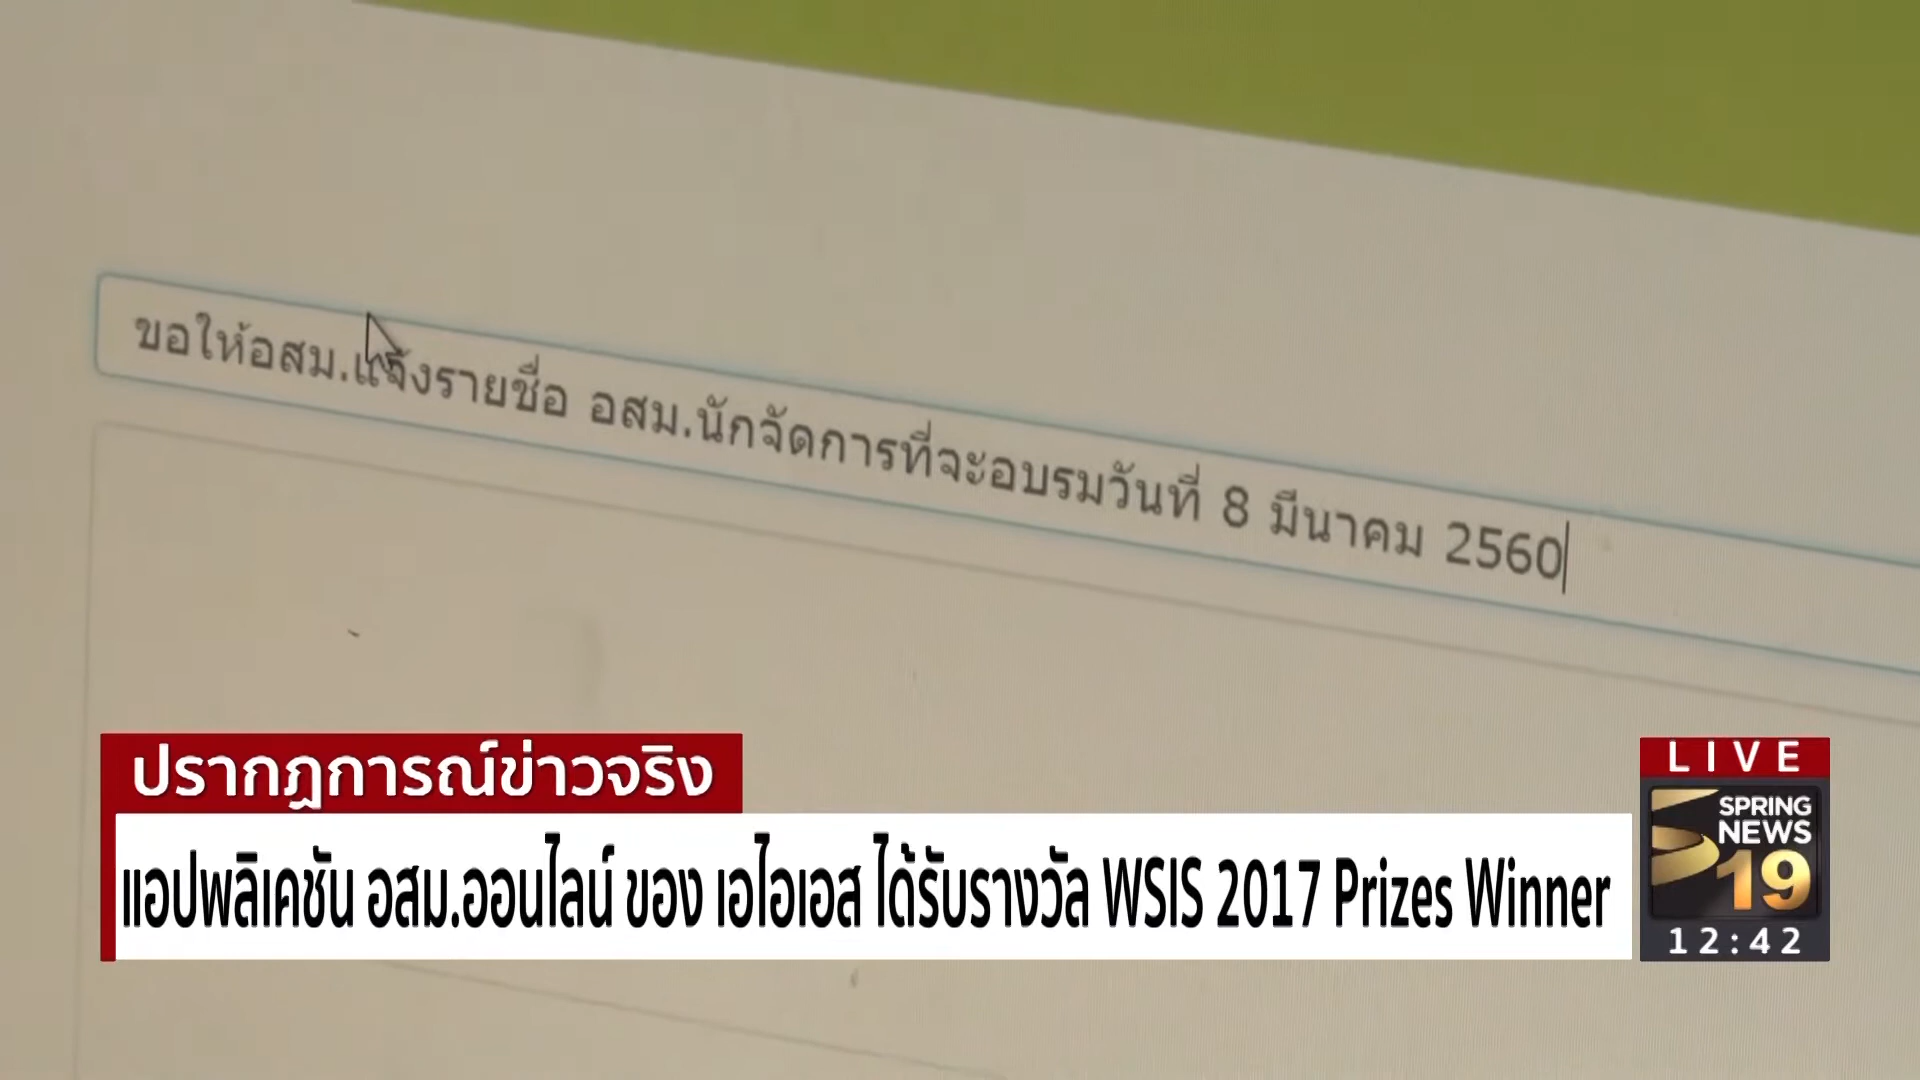 ขอให้อสม.แจ้งรายชื่อ อสม.นักจัดการที่จะอบรมวันที่ 8 มีนาคม 2560
ปรากฏการณ์ข่าวจริง
แอปพลิเคชัน อสม.ออนไลน์ ของ เอไอเอส ได้รับรางวัล WSIS 2017 Prizes Winner
LIVE
SPRING
NEWS
19
12:42